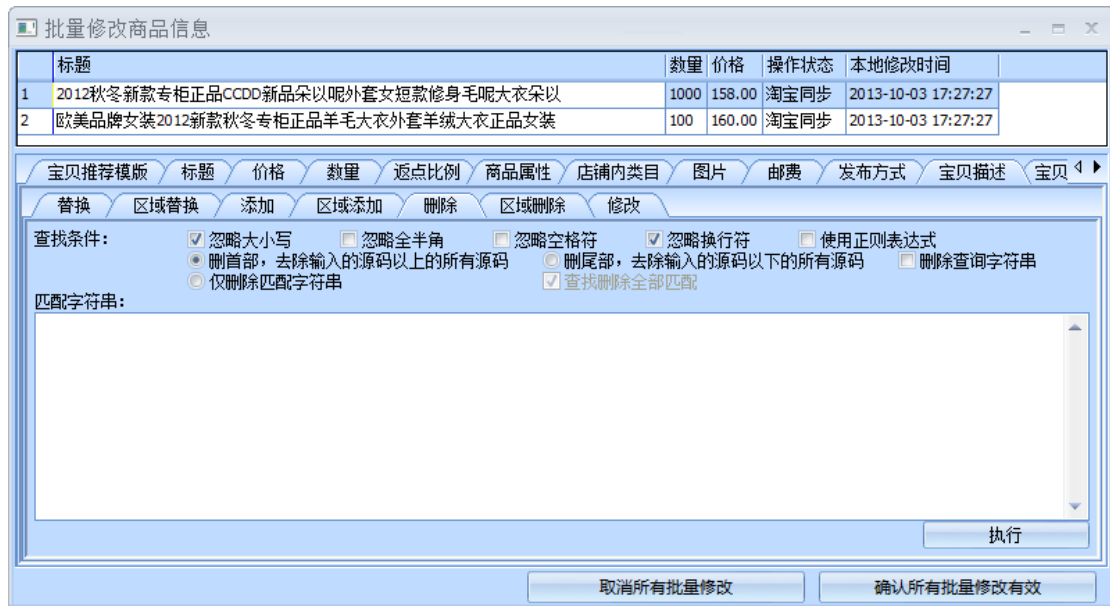 批量修改商品信息
标题 数量 价格 操作状态 本地修改时间
1 2012秋冬新款专柜正品CCDD新品朵以呢外套女短款修身毛呢大衣朵以 1000 158.00 淘宝同步 2013-10-03 17:27:27
2 欧美品牌女装2012新款秋冬专柜正品羊毛大衣外套羊绒大衣正品女装 100 160.00 淘宝同步 2013-10-03 17:27:27
宝贝推荐模版 标题 价格 数量 返点比例 商品属性 店铺内类目 图片 邮费 发布方式 宝贝描述 宝贝
替换 区域替换 添加 区域添加 删除 区域删除 修改
查找条件： 忽略大小写 忽略全半角 忽略空格符 忽略换行符 使用正则表达式
删首部，去除输入的源码以上的所有源码 删尾部，去除输入的源码以下的所有源码 删除查询字符串
仅删除匹配字符串 查找删除全部匹配
匹配字符串：
执行
取消所有批量修改 确认所有批量修改有效